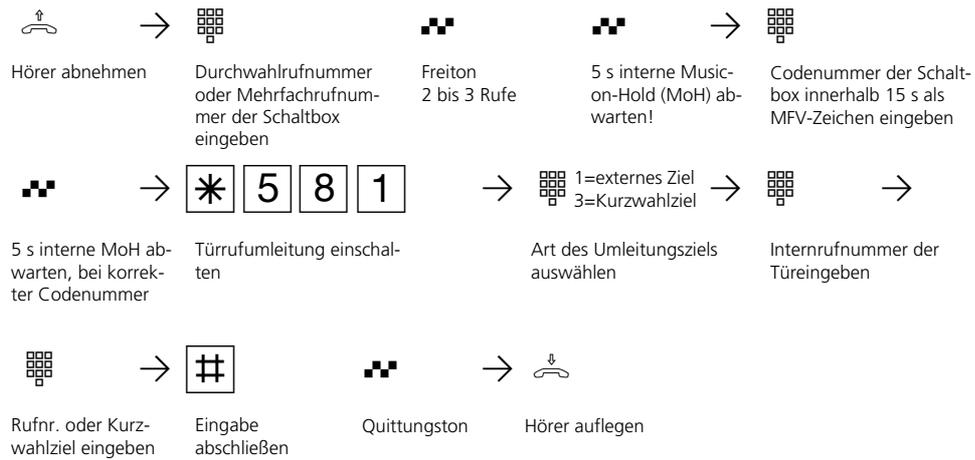 Hörer abnehmen
Durchwahlrufnummer
oder Mehrfachrufnum-
mer der Schaltbox
eingeben
Freiton
2 bis 3 Rufe
5 s interne Music-
on-Hold (MoH) ab-
warten!
Codenummer der Schalt-
box innerhalb 15 s als
MFV-Zeichen eingeben
* 5 8 1
1=externes Ziel
3=Kurzwahlziel
5 s interne MoH ab-
warten, bei korrek-
ter Codenummer
Türrufumleitung einschal-
ten
Art des Umleitungsziels
auswählen
Internrufnummer der
Türeingeben
#
Rufnr. oder Kurz-
wahlziel eingeben
Eingabe
abschließen
Quittungston
Hörer auflegen